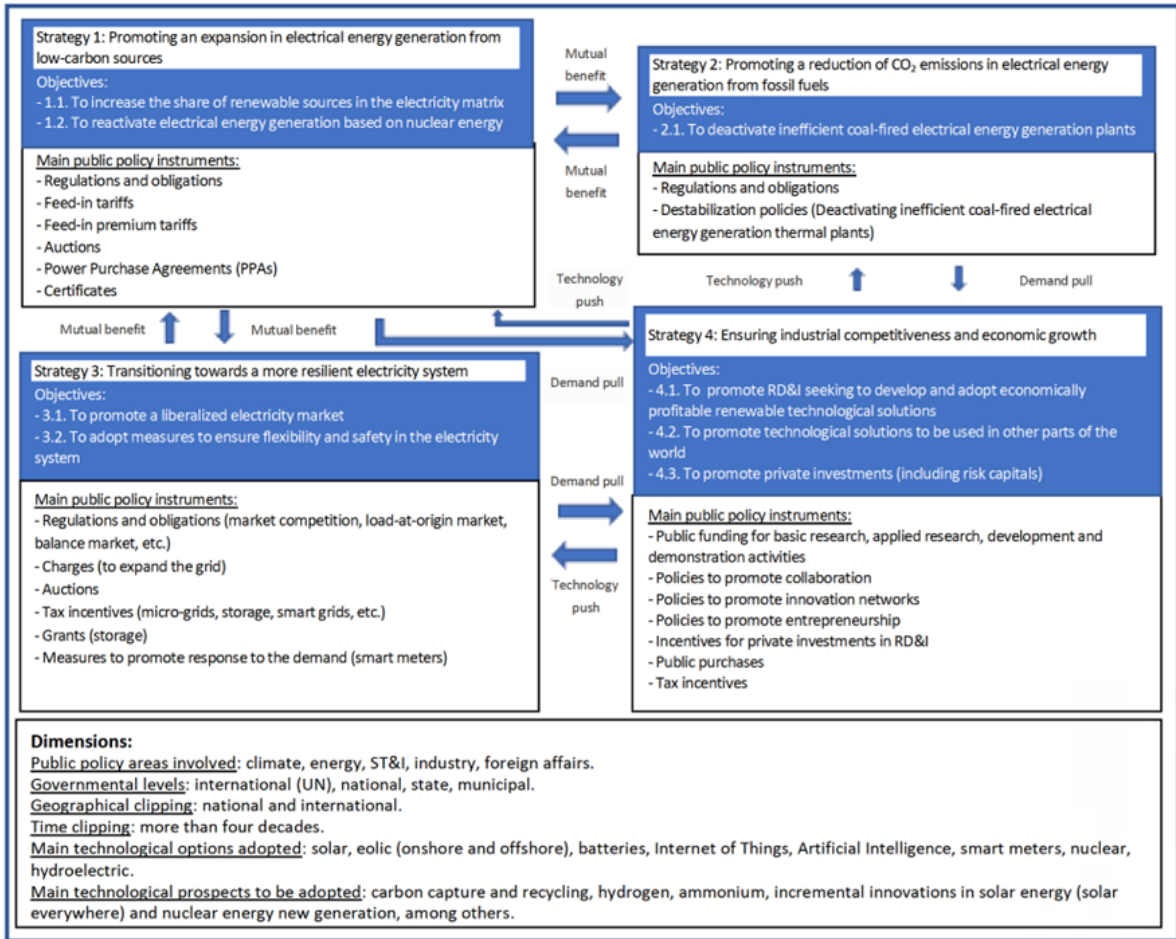 Strategy 1: Promoting an expansion in electrical energy generation from
low-carbon sources
Objectives:
- 1.1. To increase the share of renewable sources in the electricity matrix
- 1.2. To reactivate electrical energy generation based on nuclear energy
Main public policy instruments:
- Regulations and obligations
- Feed-in tariffs
- Feed-in premium tariffs
- Auctions
- Power Purchase Agreements (PPAs)
- Certificates
Mutual
benefit
Mutual
benefit
Strategy 2: Promoting a reduction of CO₂ emissions in electrical energy
generation from fossil fuels
Objectives:
- 2.1. To deactivate inefficient coal-fired electrical energy generation plants
Main public policy instruments:
- Regulations and obligations
- Destabilization policies (Deactivating inefficient coal-fired electrical
energy generation thermal plants)
Mutual benefit
Mutual benefit
Technology
push
Technology push
Demand pull
Strategy 3: Transitioning towards a more resilient electricity system
Objectives:
- 3.1. To promote a liberalized electricity market
- 3.2. To adopt measures to ensure flexibility and safety in the electricity
system
Main public policy instruments:
- Regulations and obligations (market competition, load-at-origin market,
balance market, etc.)
- Charges (to expand the grid)
- Auctions
- Tax incentives (micro-grids, storage, smart grids, etc.)
- Grants (storage)
- Measures to promote response to the demand (smart meters)
Demand pull
Demand pull
Technology
push
Strategy 4: Ensuring industrial competitiveness and economic growth
Objectives:
- 4.1. To promote RD&I seeking to develop and adopt economically
profitable renewable technological solutions
- 4.2. To promote technological solutions to be used in other parts of the
world
- 4.3. To promote private investments (including risk capitals)
Main public policy instruments:
- Public funding for basic research, applied research, development and
demonstration activities
- Policies to promote collaboration
- Policies to promote innovation networks
- Policies to promote entrepreneurship
- Incentives for private investments in RD&I
- Public purchases
- Tax incentives
Dimensions:
Public policy areas involved: climate, energy, ST&I, industry, foreign affairs.
Governmental levels: international (UN), national, state, municipal.
Geographical clipping: national and international.
Time clipping: more than four decades.
Main technological options adopted: solar, eolic (onshore and offshore), batteries, Internet of Things, Artificial Intelligence, smart meters, nuclear,
hydroelectric.
Main technological prospects to be adopted: carbon capture and recycling, hydrogen, ammonium, incremental innovations in solar energy (solar
everywhere) and nuclear energy new generation, among others.